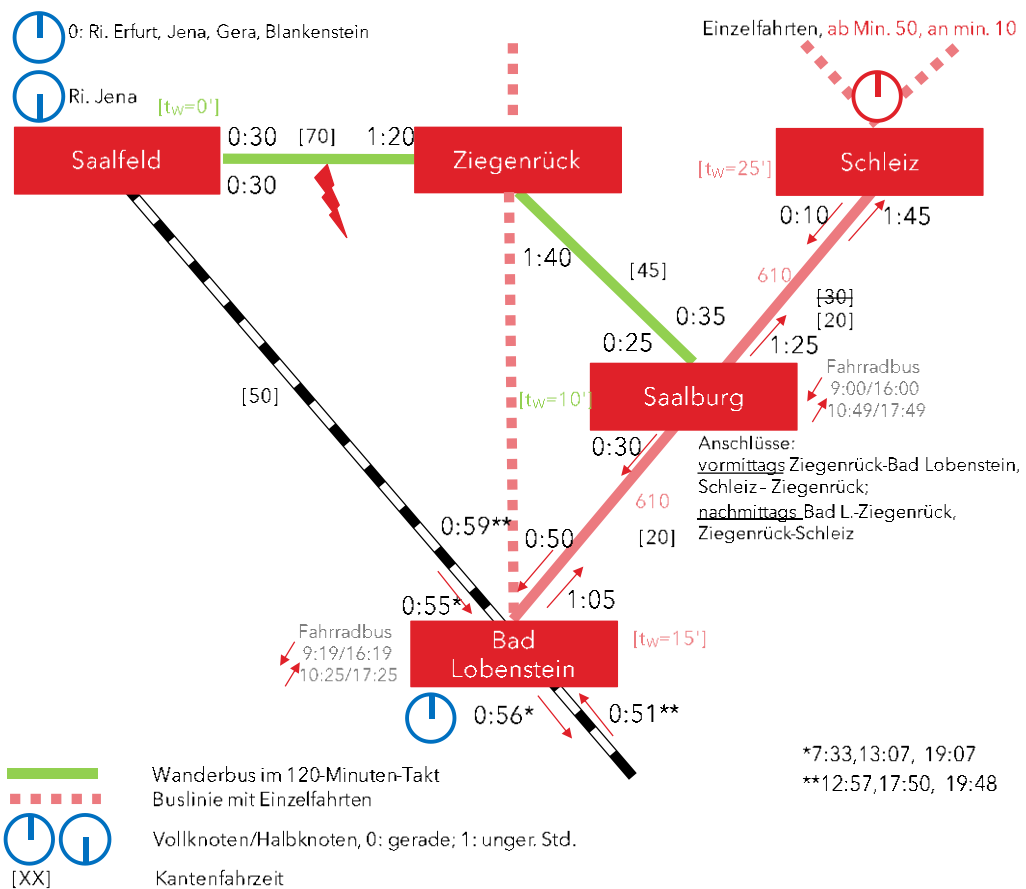 0: Ri. Erfurt, Jena, Gera, Blankenstein
Einzelfahrten, ab Min. 50, an min. 10
Ri. Jena
[tw=0']
0:30 [70] 1:20
Saalfeld
Ziegenrück
Schleiz
[tw=25']
0:30
0:10
1:45
1:40
[45]
610
[30]
[20]
0:35
0:25
1:25
[50]
Saalburg
[tw=10']
Fahrradbus
9:00/16:00
10:49/17:49
0:30
Anschlüsse:
vormittags Ziegenrück-Bad Lobenstein,
Schleiz – Ziegenrück;
nachmittags Bad L.-Ziegenrück,
Ziegenrück-Schleiz
610
[20]
0:59**
0:50
0:55*
1:05
Fahrradbus
9:19/16:19
10:25/17:25
Bad
Lobenstein
[tw=15']
0:56*
0:51**
*7:33,13:07, 19:07
**12:57,17:50, 19:48
Wanderbus im 120-Minuten-Takt
Buslinie mit Einzelfahrten
Vollknoten/Halbknoten, 0: gerade; 1: unger. Std.
[XX] Kantenfahrzeit